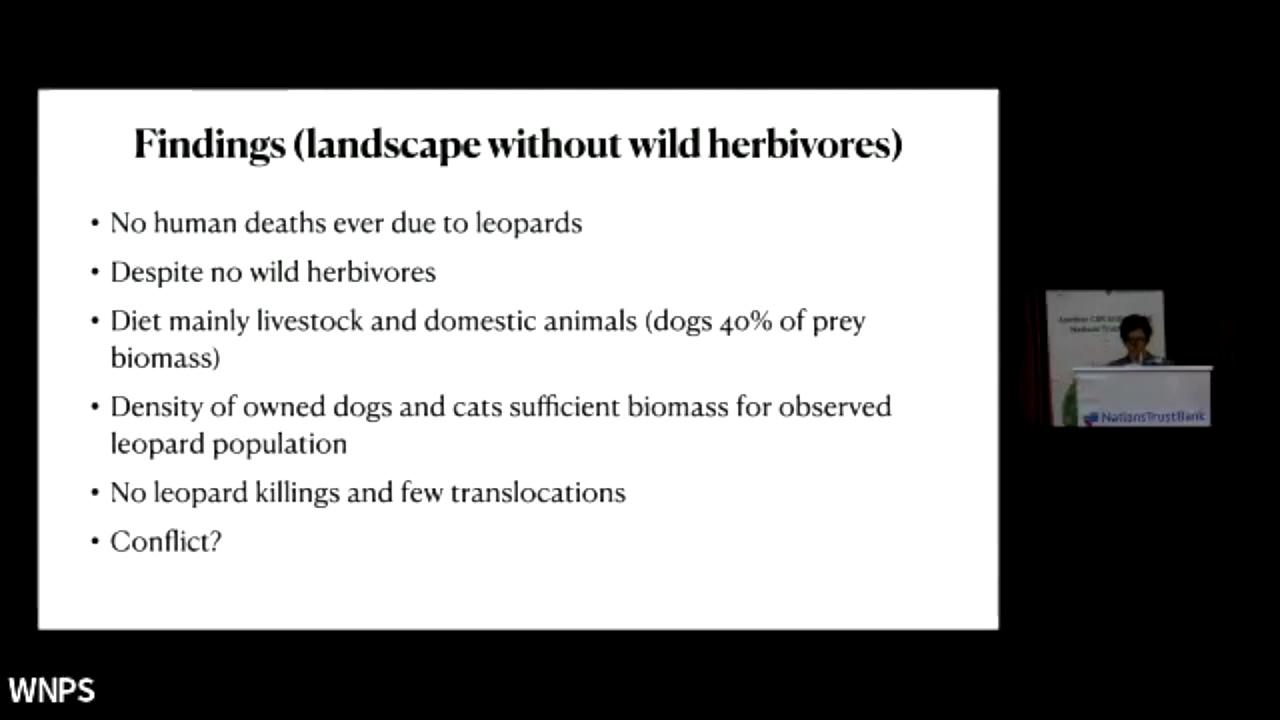 Findings (landscape without wild herbivores)
• No human deaths ever due to leopards
• Despite no wild herbivores
• Diet mainly livestock and domestic animals (dogs 40% of prey
biomass)
• Density of owned dogs and cats sufficient biomass for observed
leopard population
• No leopard killings and few translocations
• Conflict?
NationsTrustBank
WNPS